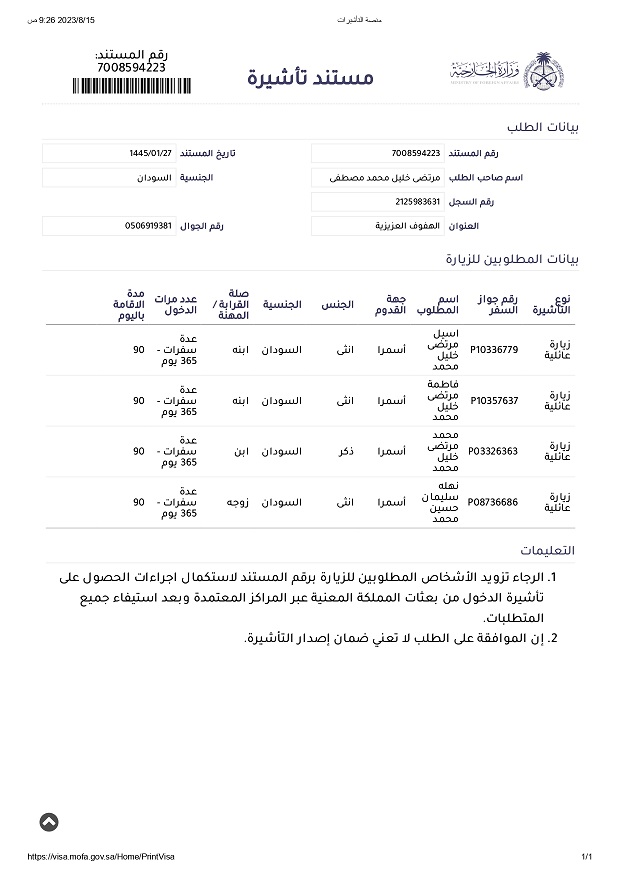 9:26 2023/8/15 ص
منصة التأشيرات
وزارة الخارجية
MINISTRY OF FOREIGN AFFAIRS
مستند تأشيرة
رقم المستند:
7008594223
بيانات الطلب
رقم المستند 7008594223 تاريخ المستند 1445/01/27
اسم صاحب الطلب مرتضى خليل محمد مصطفى الجنسية السودان
رقم السجل 2125983631
العنوان الهفوف العزيزية رقم الجوال 0506919381
بيانات المطلوبين للزيارة
نوع التأشيرة رقم جواز السفر اسم المطلوب جهة القدوم الجنس الجنسية صلة القرابة / المهنة عدد مرات الدخول مدة الاقامة باليوم
زيارة عائلية P10336779 اسيل مرتضى خليل محمد أسمرا انثى السودان ابنه عدة سفرات - 365 يوم 90
زيارة عائلية P10357637 فاطمة مرتضى خليل محمد أسمرا انثى السودان ابنه عدة سفرات - 365 يوم 90
زيارة عائلية P03326363 محمد مرتضى خليل محمد أسمرا ذكر السودان ابن عدة سفرات - 365 يوم 90
زيارة عائلية P08736686 نهله سليمان حسين محمد أسمرا انثى السودان زوجه عدة سفرات - 365 يوم 90
التعليمات
1. الرجاء تزويد الأشخاص المطلوبين للزيارة برقم المستند لاستكمال اجراءات الحصول على
تأشيرة الدخول من بعثات المملكة المعنية عبر المراكز المعتمدة وبعد استيفاء جميع
المتطلبات.
2. إن الموافقة على الطلب لا تعني ضمان إصدار التأشيرة.
https://visa.mofa.gov.sa/Home/PrintVisa
1/1